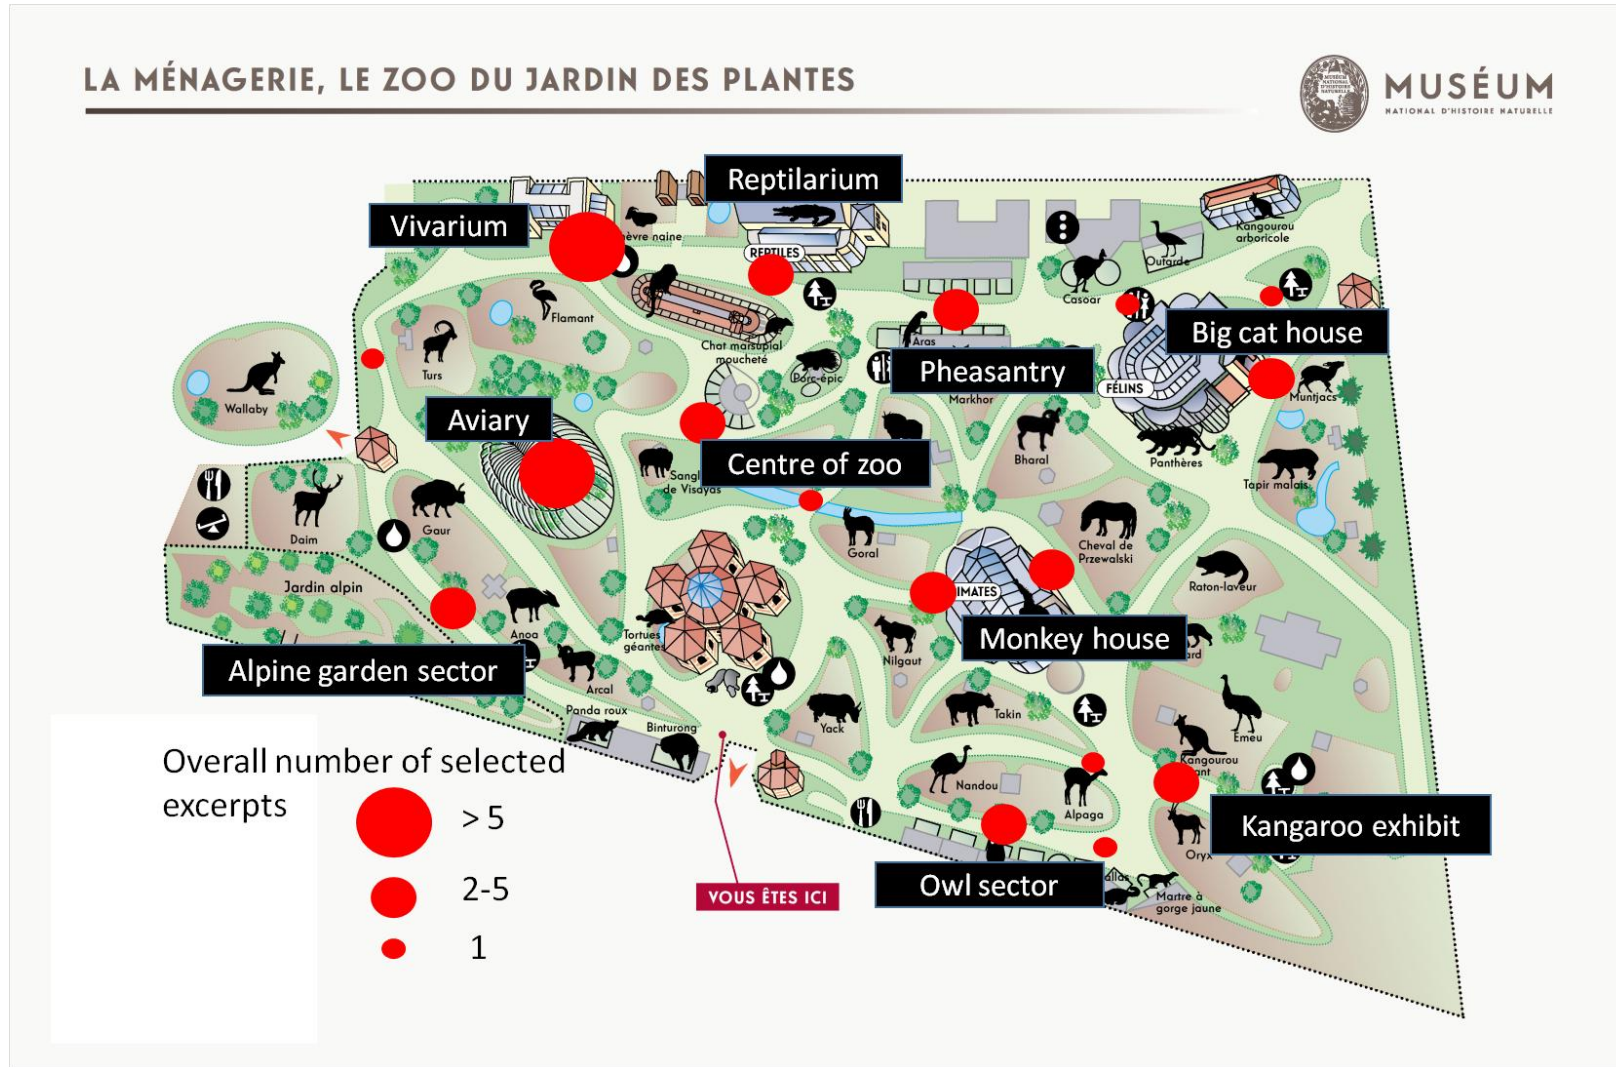 LA MÉNAGERIE, LE ZOO DU JARDIN DES PLANTES
MUSÉUM
NATIONAL D'HISTOIRE NATURELLE
Reptilarium
Vivarium
naine
REPTILES
Kangourou
arboricole
Outarde
Casoar
Flamant
Turs
Chat marsupial
moucheté
Porc-épic
Aras
Big cat house
Pheasantry
Markhor
FÉLINS
Muntjacs
Wallaby
Aviary
Centre of zoo
de Visayas
Bharal
Panthères
Tapir malais
Daim
Gaur
Goral
Cheval de
Przewalski
Raton-laveur
Jardin alpin
Anoa
Tortues
géantes
Nilgaut
Monkey house
Alpine garden sector
Arcal
Panda roux
Binturong
Yack
Takin
Emeu
Kangourou
Nandou
Alpaga
Oryx
Kangaroo exhibit
Owl sector
Martre à
gorge jaune
VOUS ÊTES ICI
Overall number of selected
excerpts
> 5
2-5
1